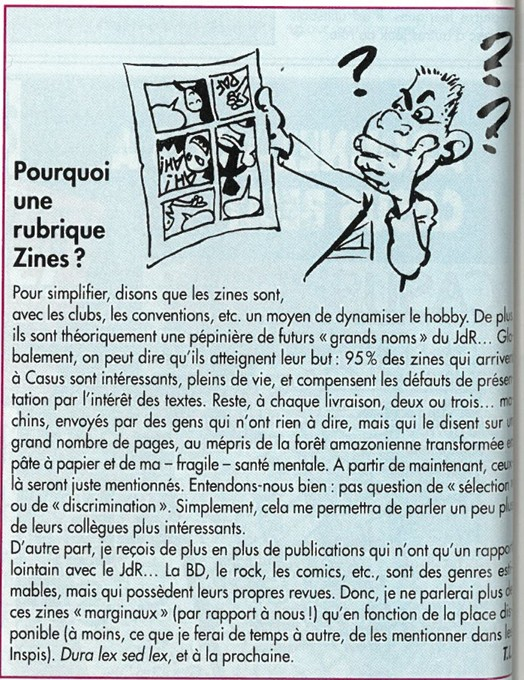 Pourquoi
une
rubrique
Zines ?
Pour simplifier, disons que les zines sont,
avec les clubs, les conventions, etc. un moyen de dynamiser le hobby. De plus
ils sont théoriquement une pépinière de futurs « grands noms » du JdR... Glo
balement, on peut dire qu'ils atteignent leur but : 95 % des zines qui arrivent
à Casus sont intéressants, pleins de vie, et compensent les défauts de présen
tation par l'intérêt des textes. Reste, à chaque livraison, deux ou trois... ma
chins, envoyés par des gens qui n'ont rien à dire, mais qui le disent sur un
grand nombre de pages, au mépris de la forêt amazonienne transformée en
pâte à papier et de ma – fragile – santé mentale. A partir de maintenant, ceux
là seront juste mentionnés. Entendons-nous bien : pas question de « sélection »
ou de « discrimination ». Simplement, cela me permettra de parler un peu plus
de leurs collègues plus intéressants.
D'autre part, je reçois de plus en plus de publications qui n'ont qu'un rapport
lointain avec le JdR... La BD, le rock, les comics, etc., sont des genres esti
mables, mais qui possèdent leurs propres revues. Donc, je ne parlerai plus de
ces zines « marginaux » (par rapport à nous !) qu'en fonction de la place dis
ponible (à moins, ce que je ferai de temps à autre, de les mentionner dans les
Inspis). Dura lex sed lex, et à la prochaine.